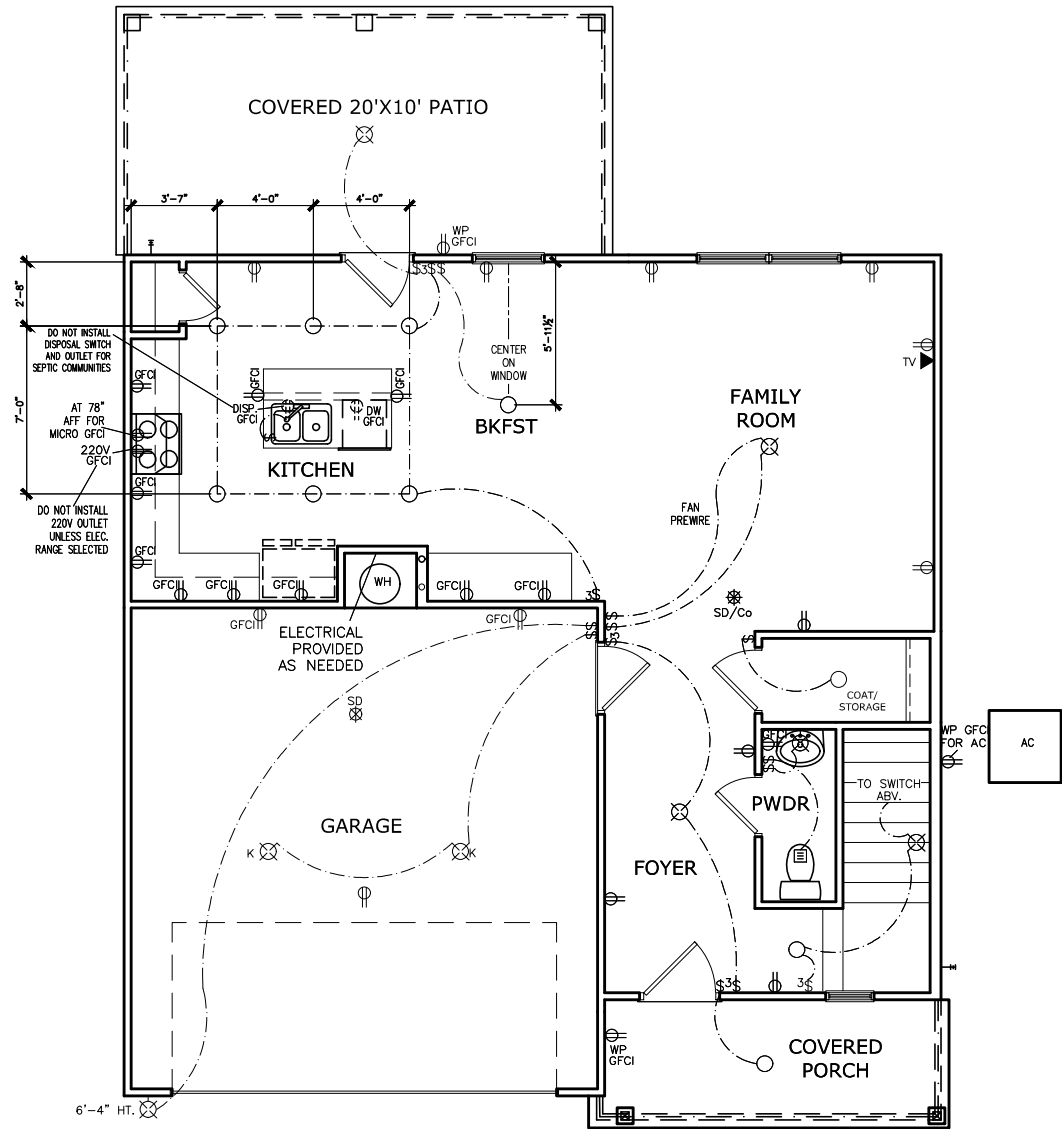 COVERED 20'X10' PATIO
3'-7"
4'-0"
4'-0"
WP
GFCI
$3$$
2'-8"
DO NOT INSTALL
DISPOSAL SWITCH
AND OUTLET FOR
SEPTIC COMMUNITIES
5'-11½"
CENTER
ON
WINDOW
TV
GFCI
GFCI
GFCI
7'-0"
AT 78"
AFF FOR
MICRO GFCI
220V
GFCI
DISP.
GFCI
$
DW
GFCI
BKFST
FAMILY
ROOM
KITCHEN
GFCI
DO NOT INSTALL
220V OUTLET
UNLESS ELEC.
RANGE SELECTED
FAN
PREWIRE
GFCI
GFCI
GFCI
GFCI
WH
GFCI
GFCI
3$
SD/Co
GFCI
GFCI
ELECTRICAL
PROVIDED
AS NEEDED
$$
$$
$3$
$
COAT/
STORAGE
SD
WP GFCI
FOR AC
AC
GFCI
$$
TO SWITCH
ABV.
PWDR
GARAGE
K
K
FOYER
$3$
3$
WP
GFCI
COVERED
PORCH
6'-4" HT.